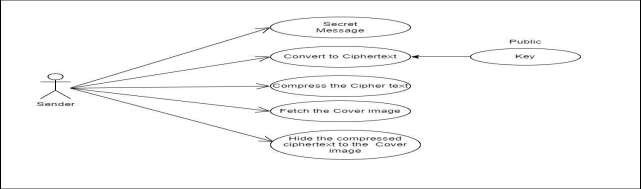 Secret
Message
Public
Convert to Ciphertext
Key
Compress the Cipher text
Sender
Fetch the Cover image
Hide the compressed
ciphertext to the Cover
image